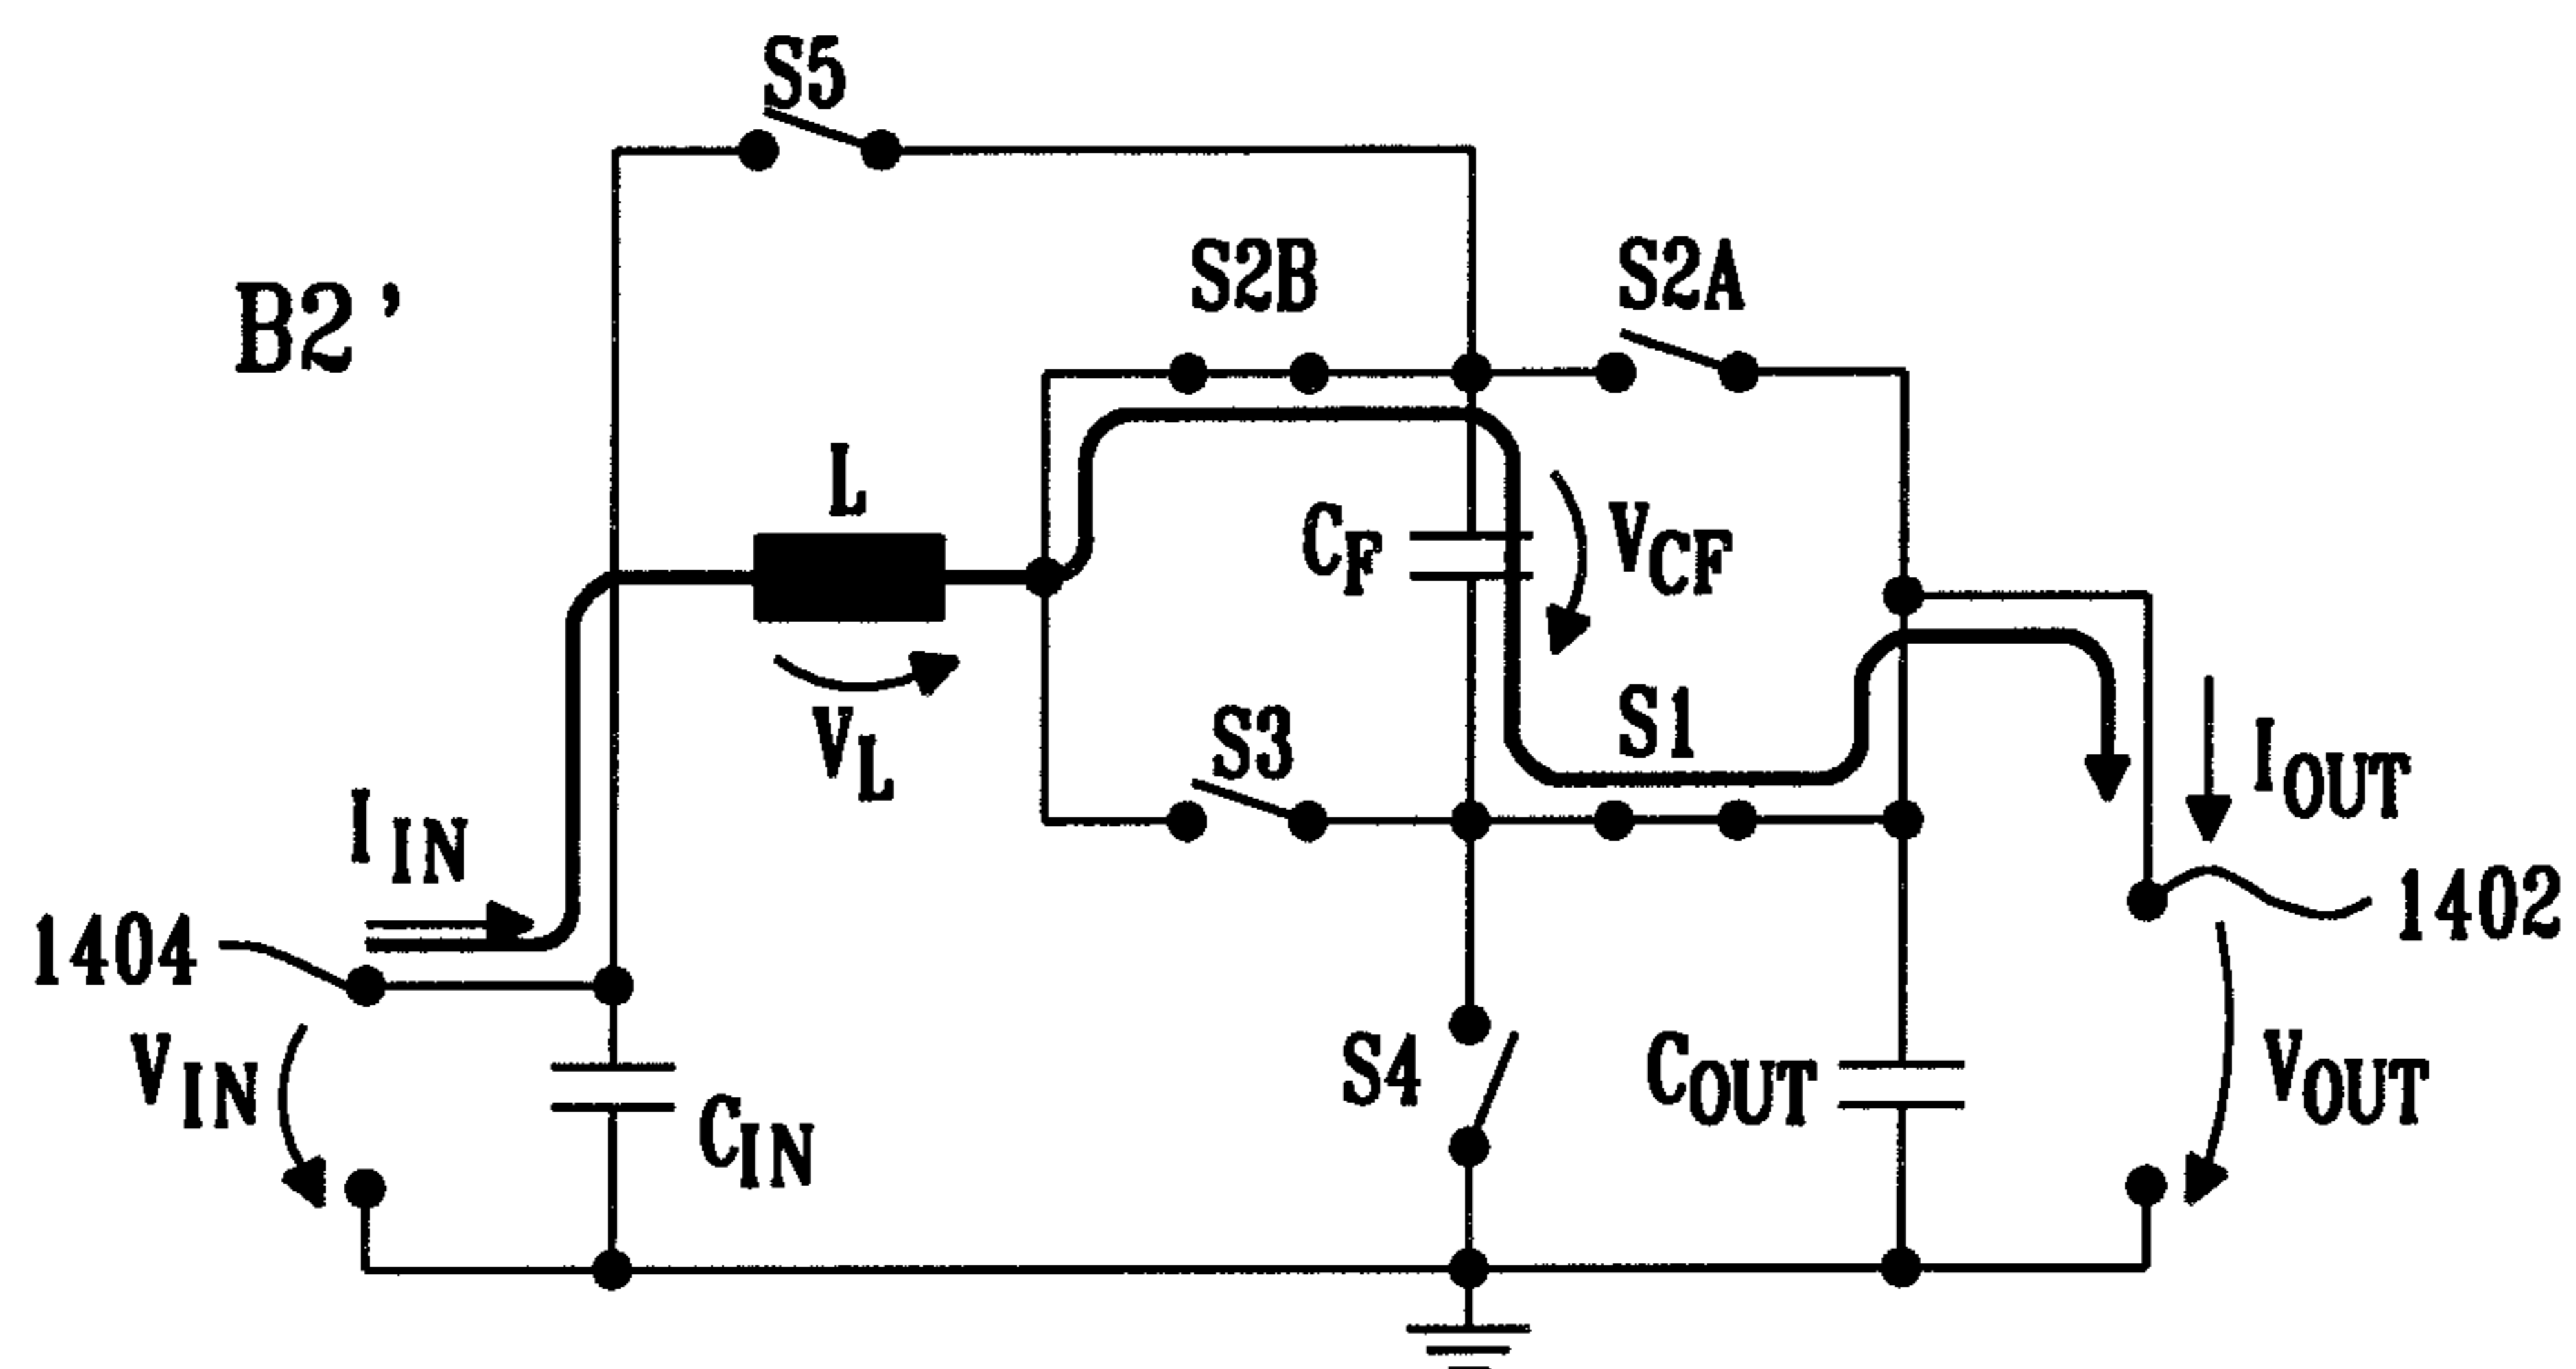 S5
B2'
S2B
S2A
L
CF
VCF
VL
S3
S1
IIN
IOUT
1404
1402
VIN
CIN
S4
COUT
VOUT